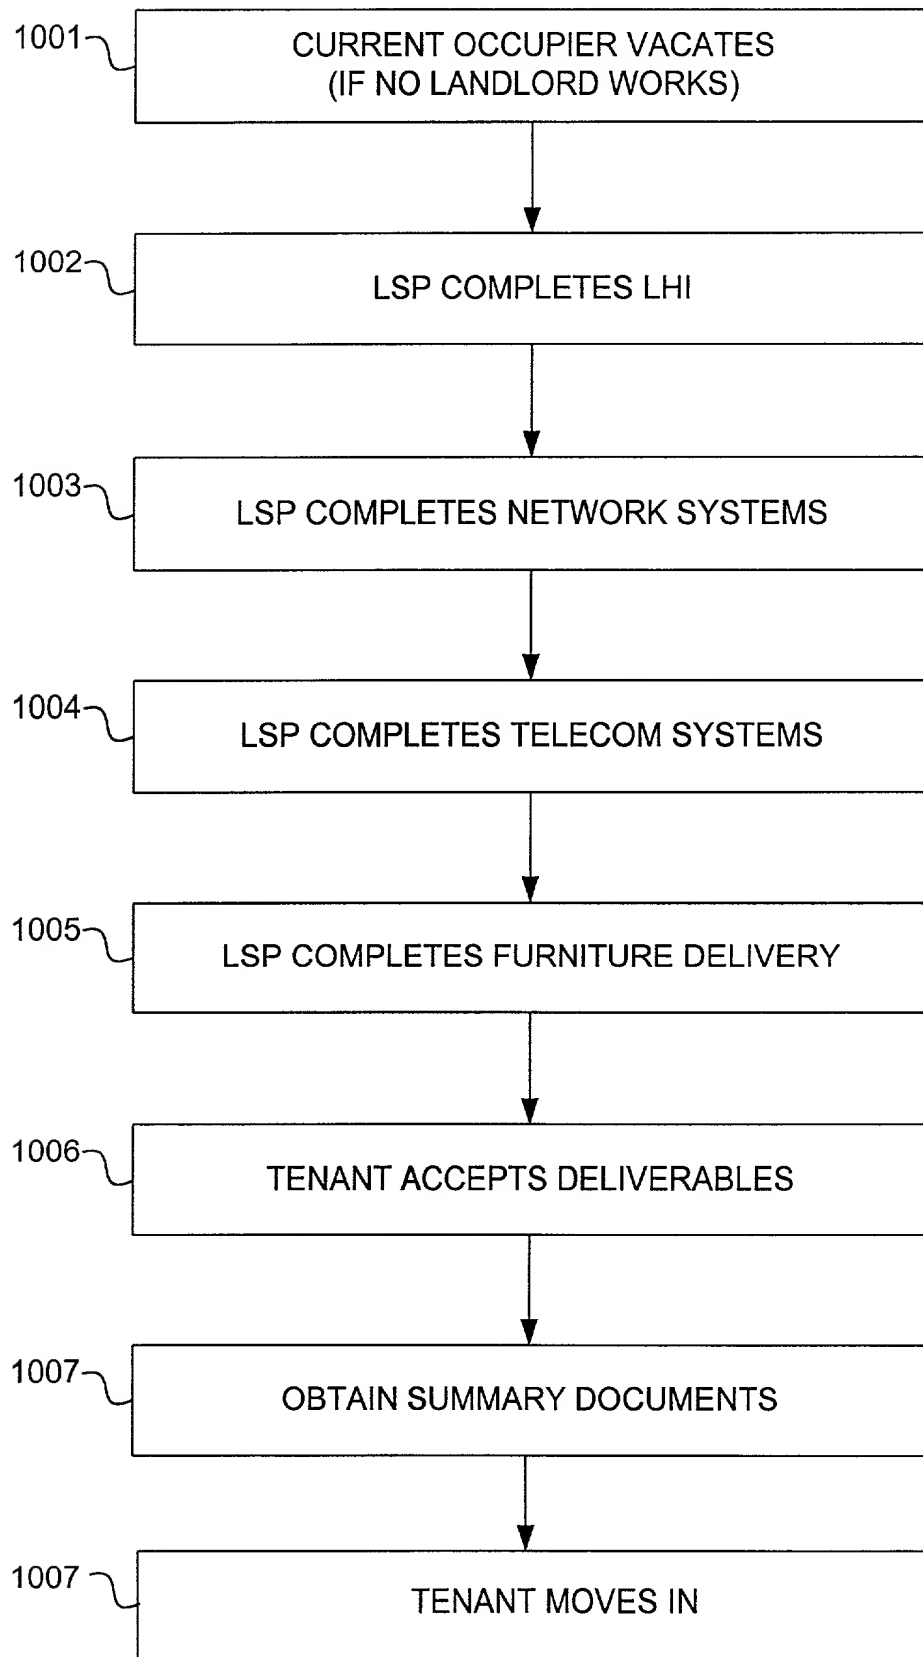 1001
CURRENT OCCUPIER VACATES
(IF NO LANDLORD WORKS)
1002
LSP COMPLETES LHI
1003
LSP COMPLETES NETWORK SYSTEMS
1004
LSP COMPLETES TELECOM SYSTEMS
1005
LSP COMPLETES FURNITURE DELIVERY
1006
TENANT ACCEPTS DELIVERABLES
1007
OBTAIN SUMMARY DOCUMENTS
1007
TENANT MOVES IN